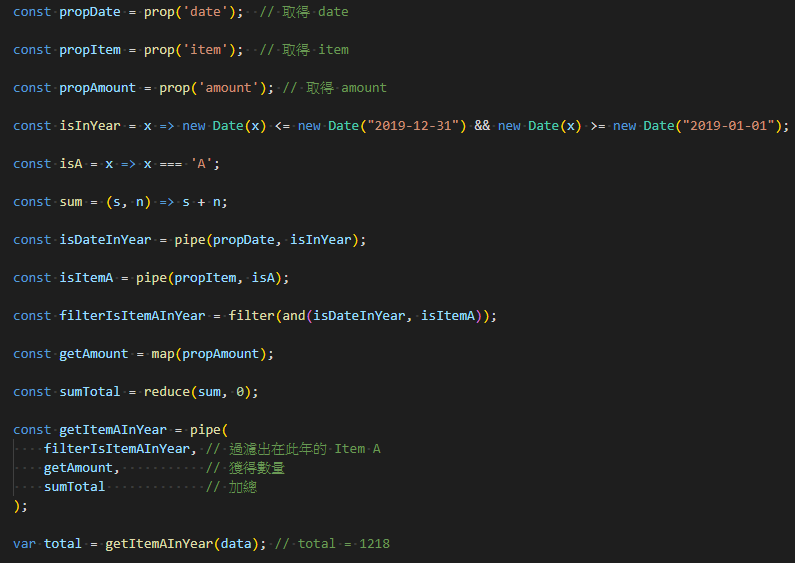 const propDate = prop('date'); // 取得 date
const propItem = prop('item'); // 取得 item
const propAmount = prop('amount'); // 取得 amount
const isInYear = x => new Date(x) <= new Date("2019-12-31") && new Date(x) >= new Date("2019-01-01");
const isA = x => x === 'A';
const sum = (s, n) => s + n;
const isDateInYear = pipe(propDate, isInYear);
const isItemA = pipe(propItem, isA);
const filterIsItemAInYear = filter(and(isDateInYear, isItemA));
const getAmount = map(propAmount);
const sumTotal = reduce(sum, 0);
const getItemAInYear = pipe(
    filterIsItemAInYear, // 過濾出在此年的 Item A
    getAmount,           // 獲得數量
    sumTotal             // 加總
);
var total = getItemAInYear(data); // total = 1218